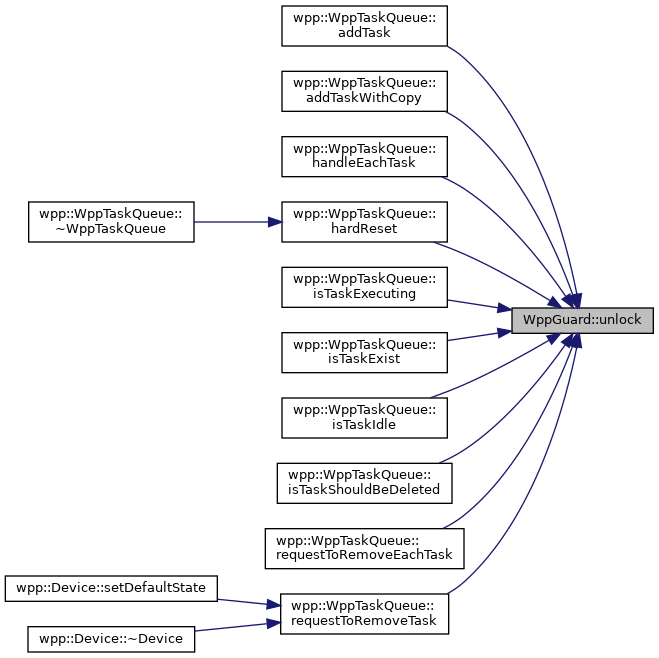 wpp::WppTaskQueue::
addTask
wpp::WppTaskQueue::
addTaskWithCopy
wpp::WppTaskQueue::
handleEachTask
wpp::WppTaskQueue::
~WppTaskQueue
wpp::WppTaskQueue::
hardReset
wpp::WppTaskQueue::
isTaskExecuting
WppGuard::unlock
wpp::WppTaskQueue::
isTaskExist
wpp::WppTaskQueue::
isTaskIdle
wpp::WppTaskQueue::
isTaskShouldBeDeleted
wpp::WppTaskQueue::
requestToRemoveEachTask
wpp::Device::setDefaultState
wpp::WppTaskQueue::
requestToRemoveTask
wpp::Device::~Device